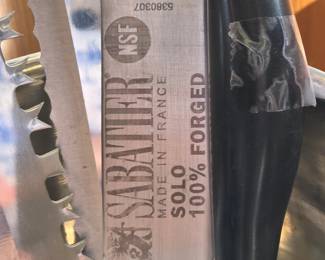 5380307
NSF
SABATIER
MADE IN FRANCE
SOLO
100% FORGED